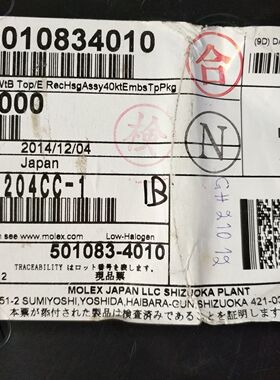 5010834010
(9D) DA
WtB Top/E RecHsgAssy40ktEmbsTpPkg
000
合
検
N
2014/12/04
Japan
204CC-1
1B
G#21012
see www.molex.com
Low-Halogen
501083-4010
TRACEABILITY はロット番号を表します。
現品票
2
MOLEX JAPAN LLC SHIZUOKA PLANT
51-2 SUMIYOSHI,YOSHIDA,HAIBARA-GUN SHIZUOKA 421-03
本票が添付された製品は検査済みであることを証明します